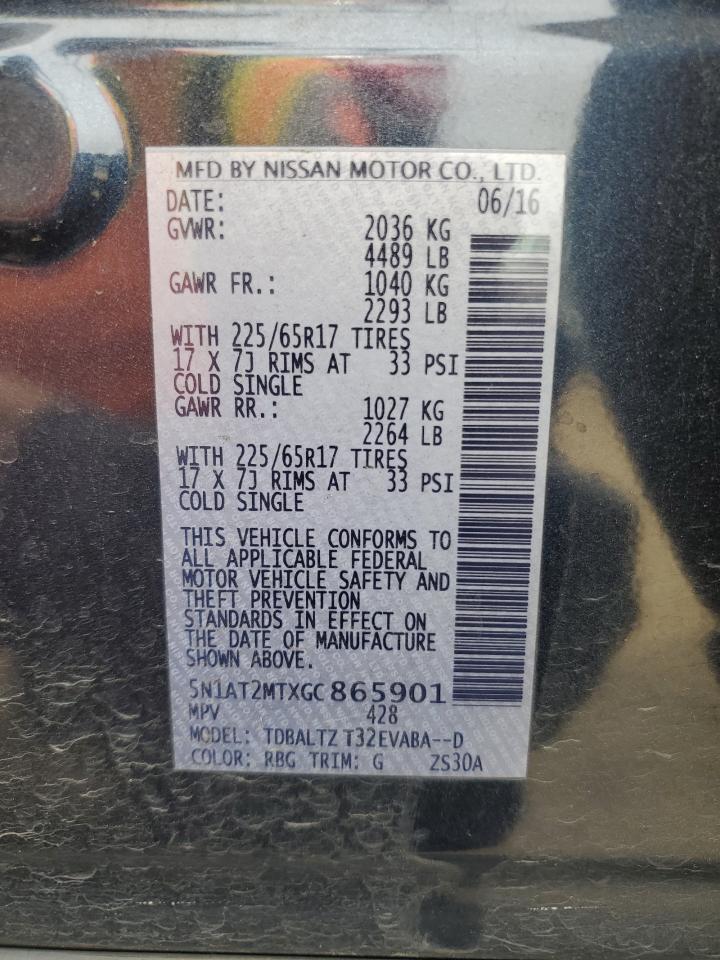 MFD BY NISSAN MOTOR CO., LTD.
DATE: 06/16
GVWR: 2036 KG
4489 LB
GAWR FR.: 1040 KG
2293 LB
WITH 225/65R17 TIRES
17 X 7J RIMS AT 33 PSI
COLD SINGLE
GAWR RR.: 1027 KG
2264 LB
WITH 225/65R17 TIRES
17 X 7J RIMS AT 33 PSI
COLD SINGLE
THIS VEHICLE CONFORMS TO
ALL APPLICABLE FEDERAL
MOTOR VEHICLE SAFETY AND
THEFT PREVENTION
STANDARDS IN EFFECT ON
THE DATE OF MANUFACTURE
SHOWN ABOVE.
5N1AT2MTXGC865901
MPV 428
MODEL: TDBALTZ T32EVABA--D
COLOR: RBG TRIM: G ZS30A